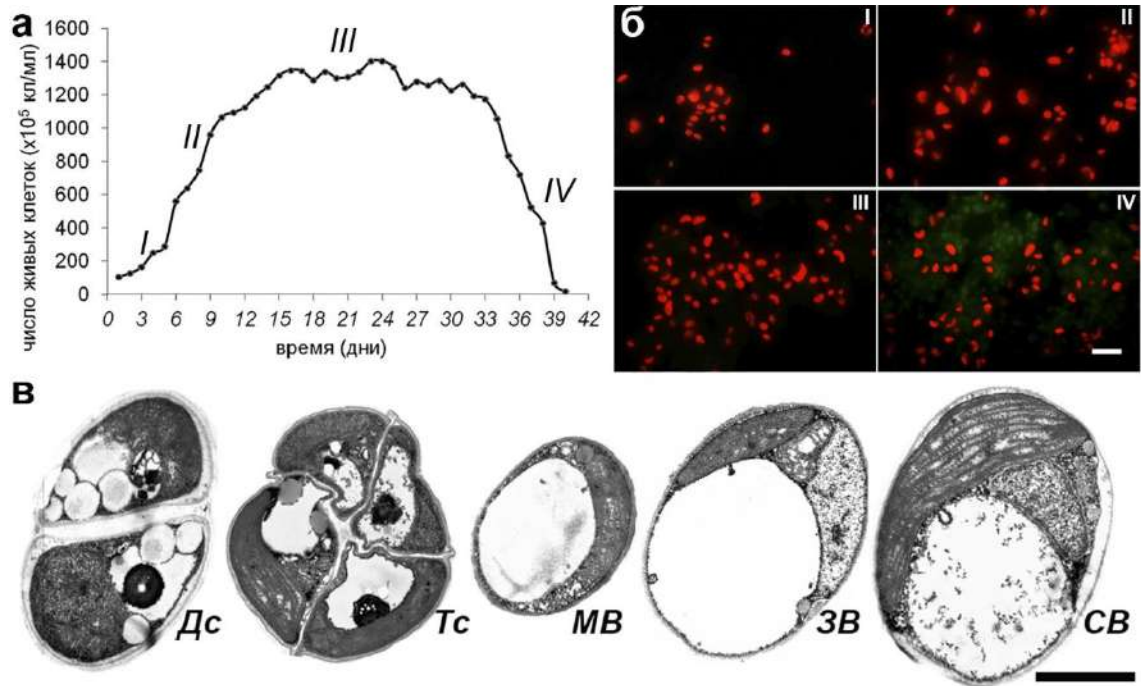 а
1600
1400
1200
1000
800
600
400
200
0
число живых клеток (х10⁵ кл/мл)
0 3 6 9 12 15 18 21 24 27 30 33 36 39 42
время (дни)
I
II
III
IV
б
I
II
III
IV
в
Дс
Тс
МВ
ЗВ
СВ